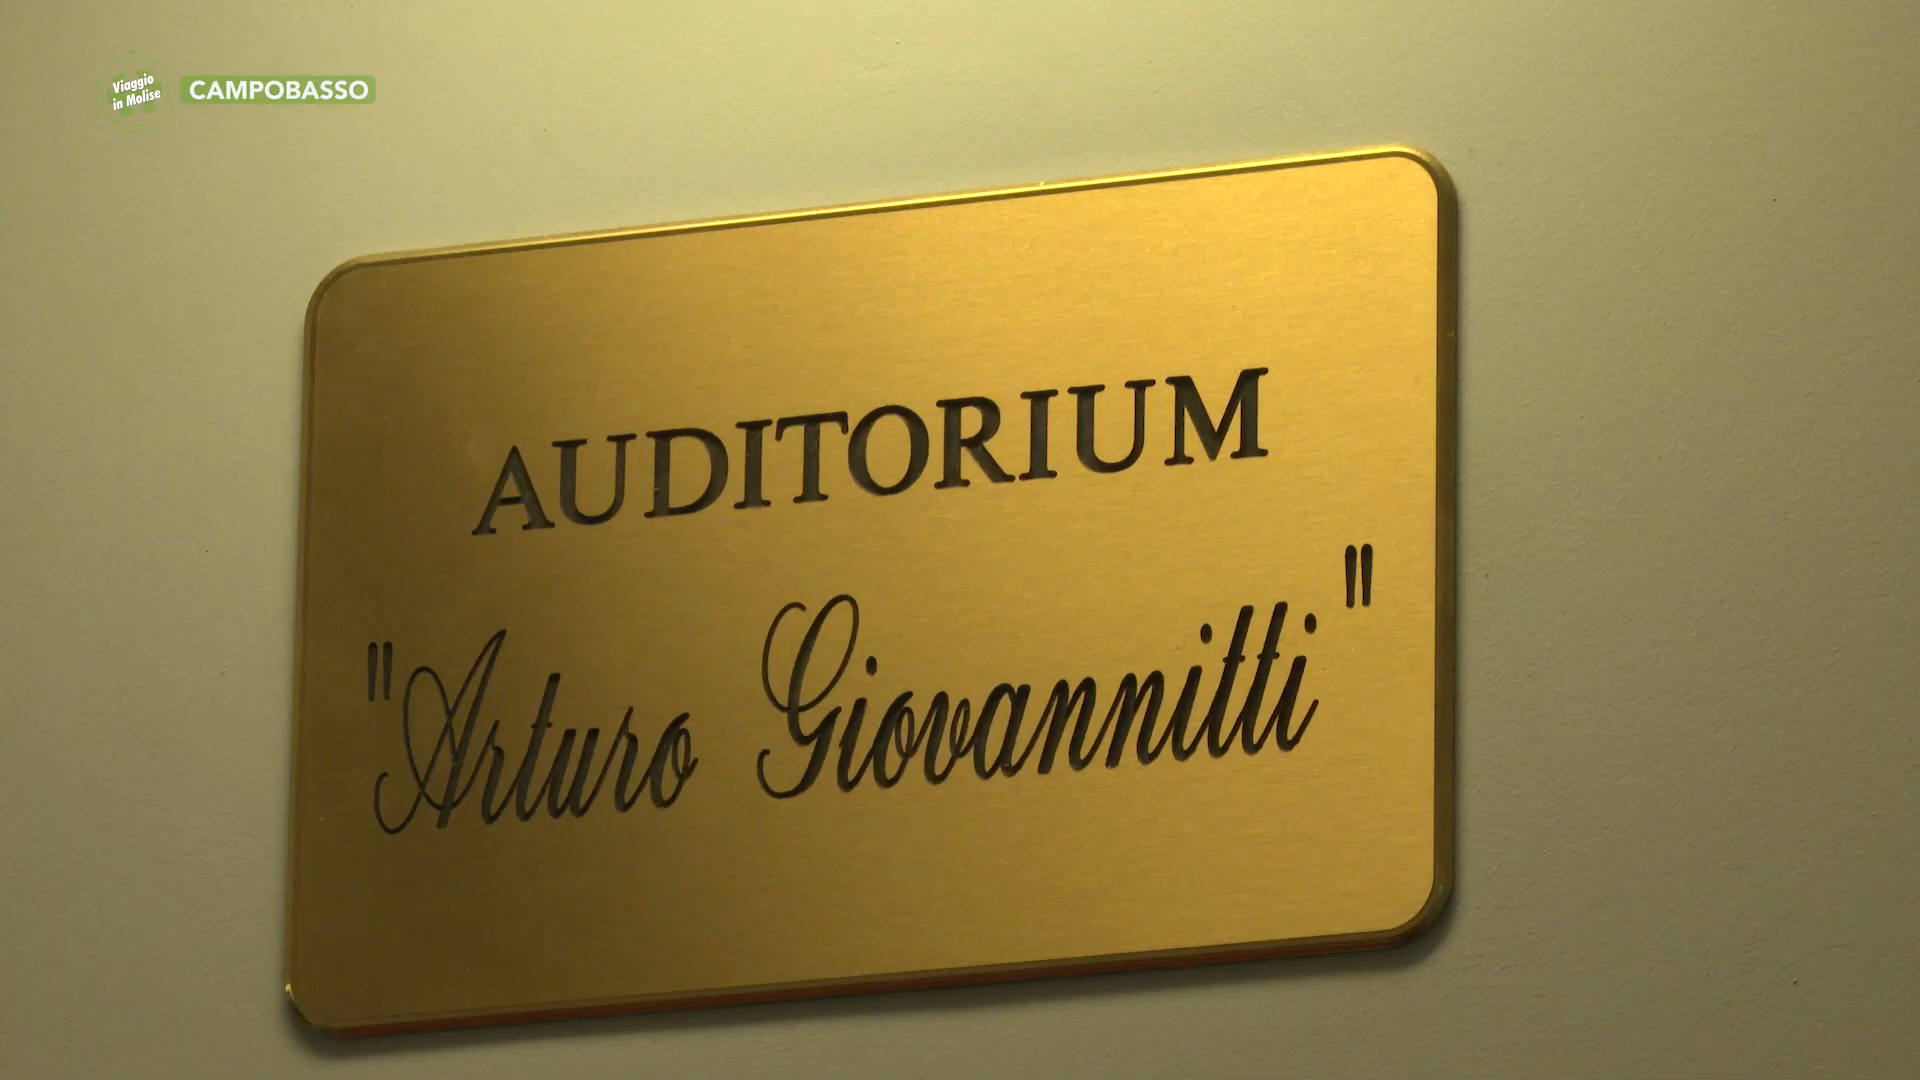 Viaggio
in Molise
CAMPOBASSO
AUDITORIUM
"Arturo Giovannitti"